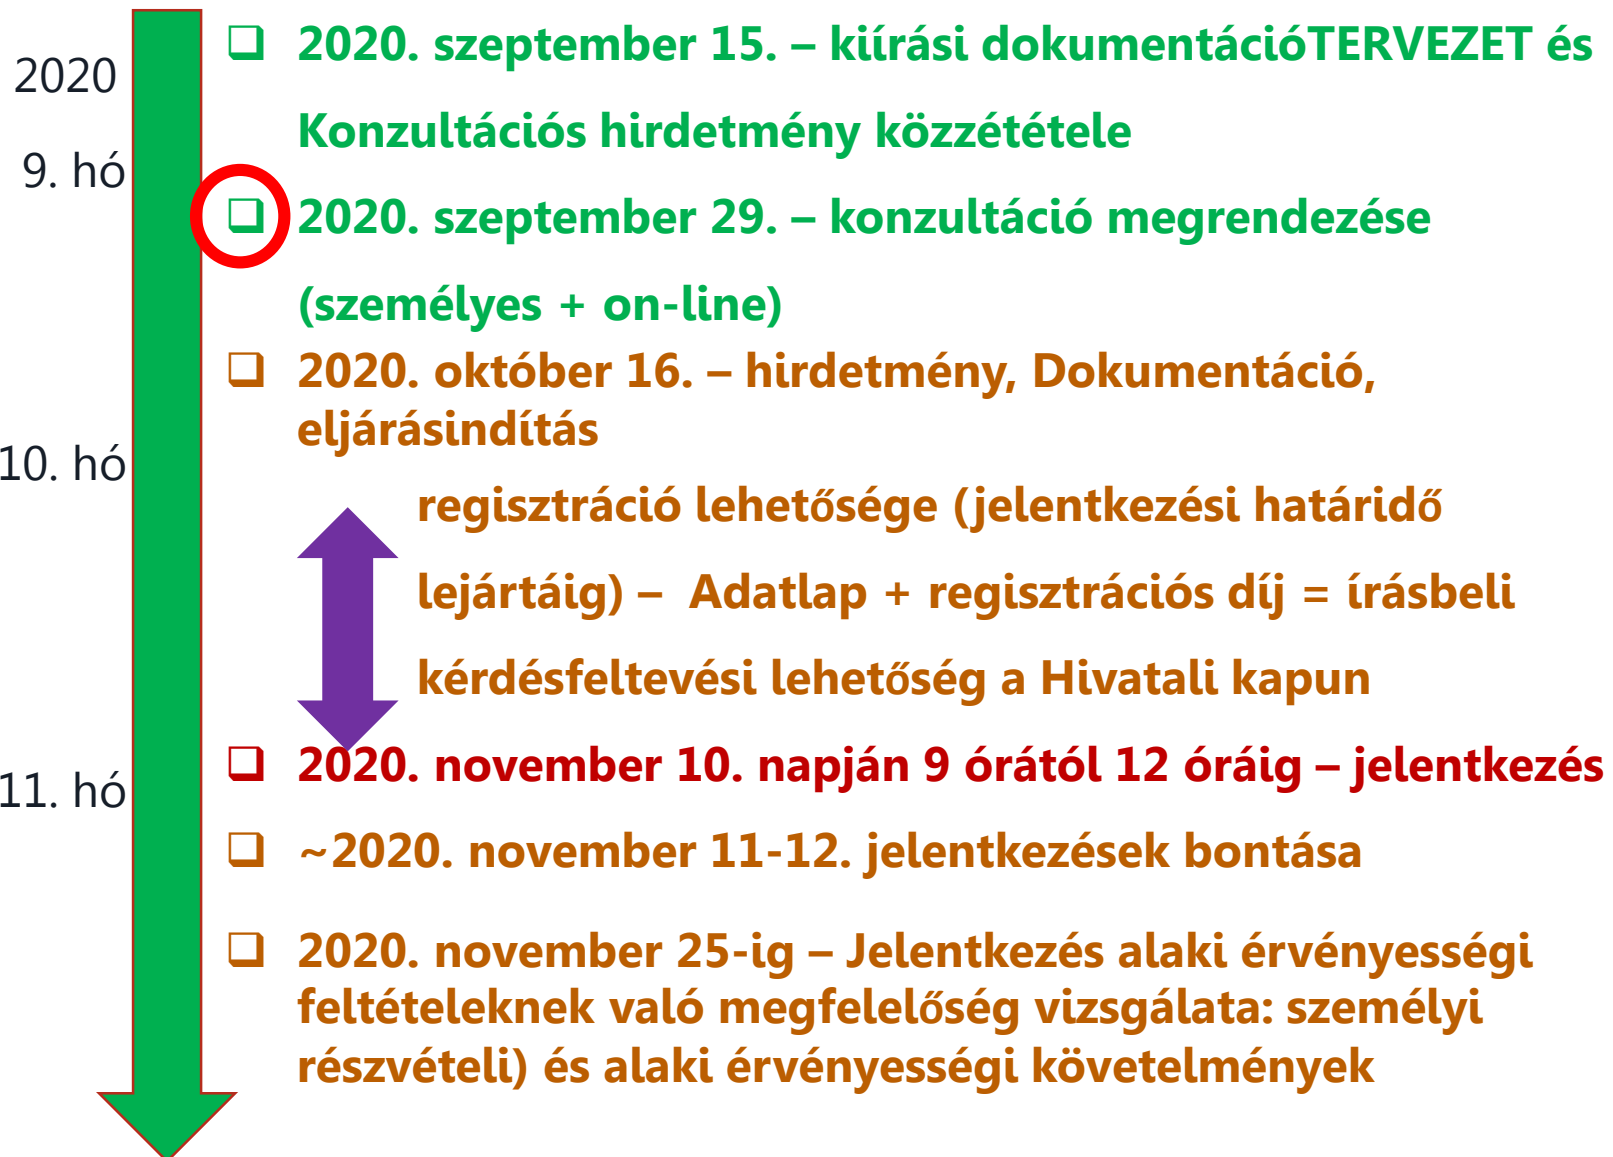 2020
❑ 2020. szeptember 15. – kiírási dokumentációTERVEZET és
Konzultációs hirdetmény közzététele
9. hó
❑ 2020. szeptember 29. – konzultáció megrendezése
(személyes + on-line)
❑ 2020. október 16. – hirdetmény, Dokumentáció,
eljárásindítás
10. hó
regisztráció lehetősége (jelentkezési határidő
lejártáig) – Adatlap + regisztrációs díj = írásbeli
kérdésfeltevési lehetőség a Hivatali kapun
❑ 2020. november 10. napján 9 órától 12 óráig – jelentkezés
11. hó
❑ ~2020. november 11-12. jelentkezések bontása
❑ 2020. november 25-ig – Jelentkezés alaki érvényességi
feltételeknek való megfelelőség vizsgálata: személyi
részvételi) és alaki érvényességi követelmények